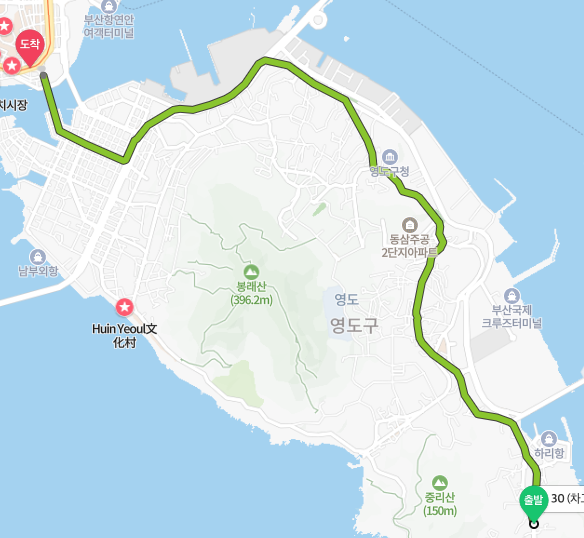 부산항연안
여객터미널
도착
치시장
영도구청
동삼주공
2단지아파트
남부외항
봉래산
(396.2m)
영도
영도구
부산국제
크루즈터미널
Huin Yeoul文
化村
하리항
중리산
(150m)
출발
30 (차고